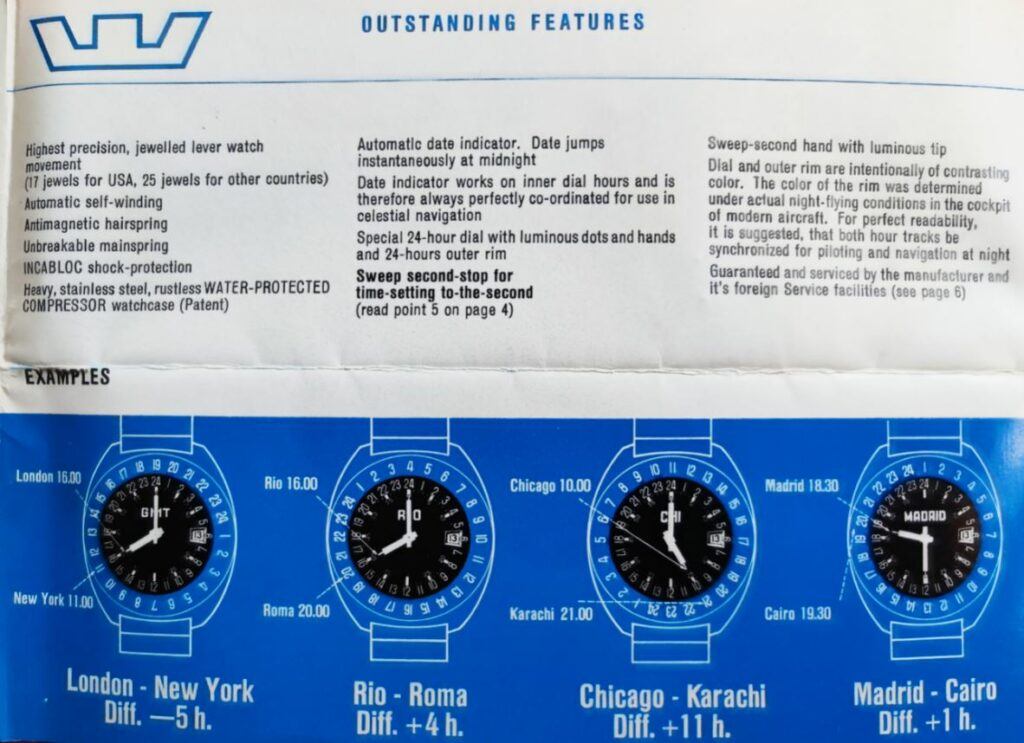 OUTSTANDING FEATURES
Highest precision, jewelled lever watch
movement
(17 jewels for USA, 25 jewels for other countries)
Automatic self-winding
Antimagnetic hairspring
Unbreakable mainspring
INCABLOC shock-protection
Heavy, stainless steel, rustless WATER-PROTECTED
COMPRESSOR watchcase (Patent)
Automatic date indicator. Date jumps
instantaneously at midnight
Date indicator works on inner dial hours and is
therefore always perfectly co-ordinated for use in
celestial navigation
Special 24-hour dial with luminous dots and hands
and 24-hours outer rim
Sweep second-stop for
time-setting to-the-second
(read point 5 on page 4)
Sweep-second hand with luminous tip
Dial and outer rim are intentionally of contrasting
color. The color of the rim was determined
under actual night-flying conditions in the cockpit
of modern aircraft. For perfect readability,
it is suggested, that both hour tracks be
synchronized for piloting and navigation at night
Guaranteed and serviced by the manufacturer and
it's foreign Service facilities (see page 6)
EXAMPLES
London 16.00
GMT
New York 11.00
London - New York
Diff. —5 h.
Rio 16.00
RIO
Roma 20.00
Rio - Roma
Diff. +4 h.
Chicago 10.00
CHI
Karachi 21.00
Chicago - Karachi
Diff. +11 h.
Madrid 18.30
MADRID
Cairo 19.30
Madrid - Cairo
Diff. +1 h.